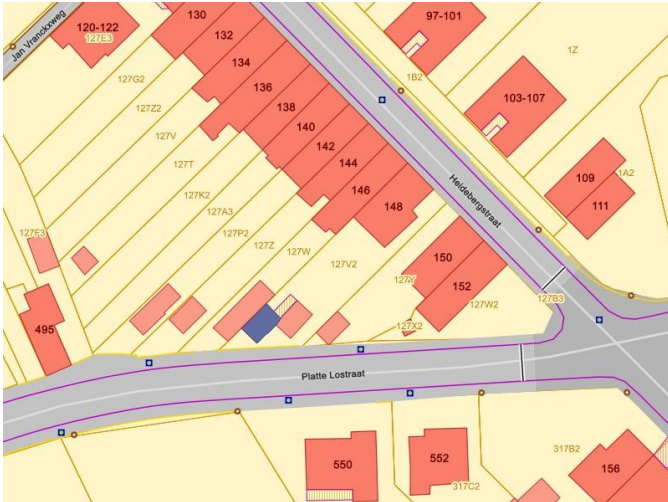 130
97-101
120-122
127E3
132
Jan Vranckxweg
134
1Z
127G2
1B2
136
127Z2
138
103-107
127V
140
142
127T
144
109
1A2
127K2
146
Heidebergstraat
127A3
148
111
127F3
127P2
127Z
127W
150
127V2
127Y
152
127B3
127W2
495
127X2
Platte Lostraat
317B2
550
552
156
317C2